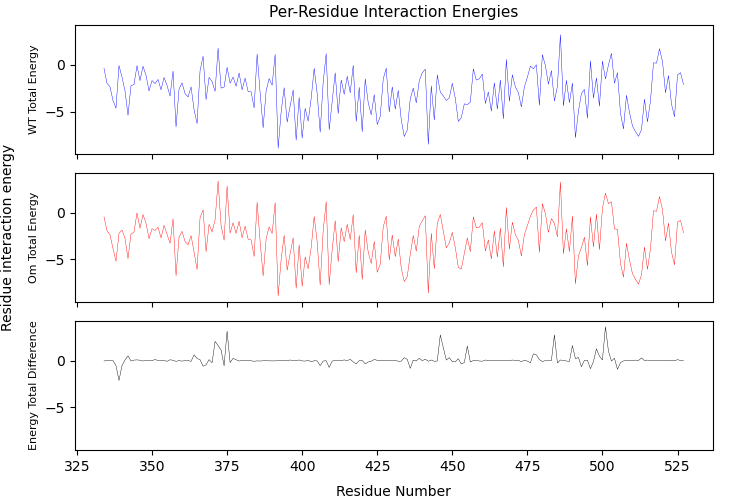 Per-Residue Interaction Energies
Residue interaction energy
WT Total Energy
0
−5
Om Total Energy
0
−5
Energy Total Difference
0
−5
325 350 375 400 425 450 475 500 525
Residue Number